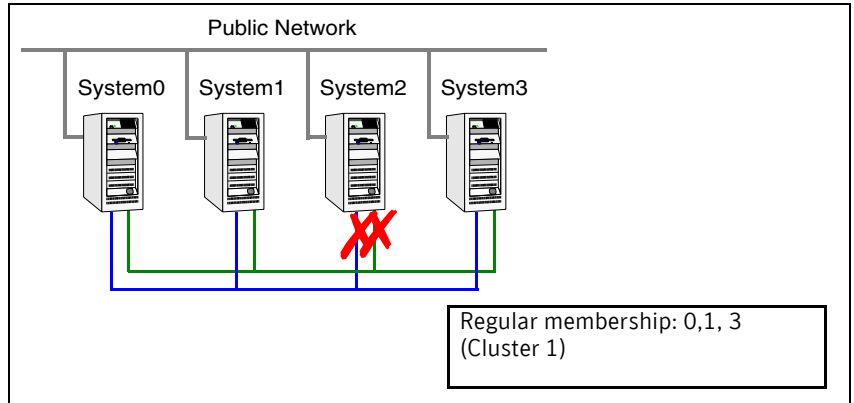 Public Network
System0 System1 System2 System3
Regular membership: 0,1, 3
(Cluster 1)